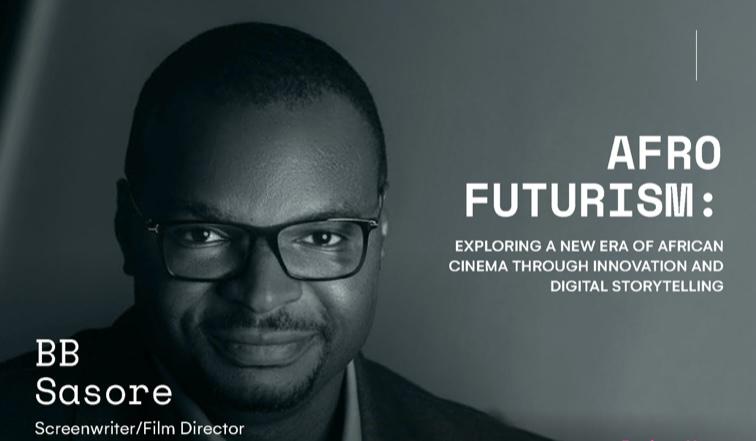 AFRO
FUTURISM:
EXPLORING A NEW ERA OF AFRICAN
CINEMA THROUGH INNOVATION AND
DIGITAL STORYTELLING
BB
Sasore
Screenwriter/Film Director